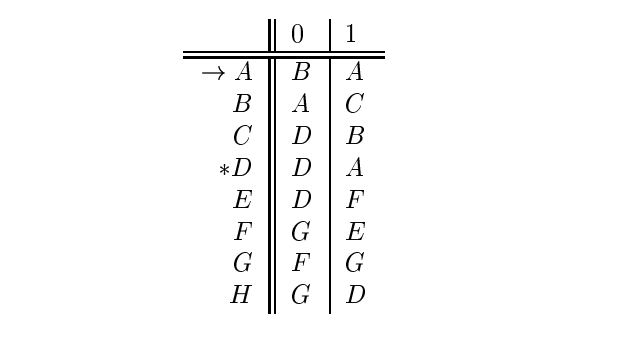 0 1
→ A B A
B A C
C D B
*D D A
E D F
F G E
G F G
H G D